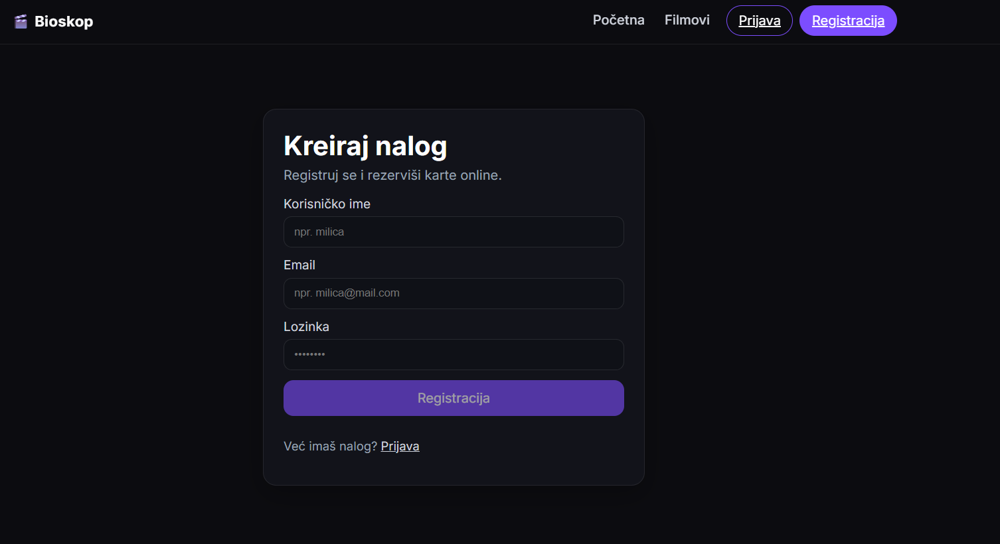 Bioskop
Početna Filmovi Prijava Registracija
Kreiraj nalog
Registruj se i rezerviši karte online.
Korisničko ime
npr. milica
Email
npr. milica@mail.com
Lozinka
••••••••
Registracija
Već imaš nalog? Prijava